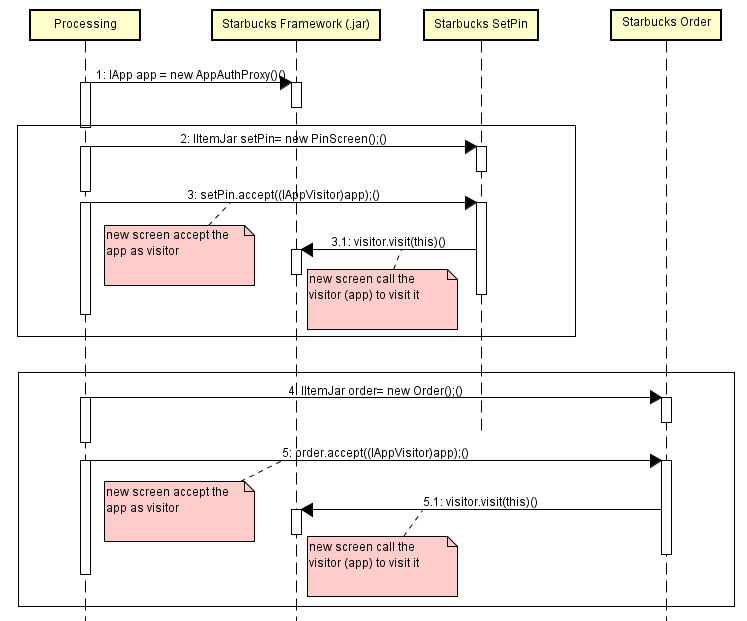 Processing
Starbucks Framework (.jar)
Starbucks SetPin
Starbucks Order
1: IApp app = new AppAuthProxy()()
2: IItemJar setPin= new PinScreen();()
3: setPin.accept((IAppVisitor)app);()
new screen accept the
app as visitor
3.1: visitor.visit(this)()
new screen call the
visitor (app) to visit it
4: IItemJar order= new Order();()
5: order.accept((IAppVisitor)app);()
new screen accept the
app as visitor
5.1: visitor.visit(this)()
new screen call the
visitor (app) to visit it